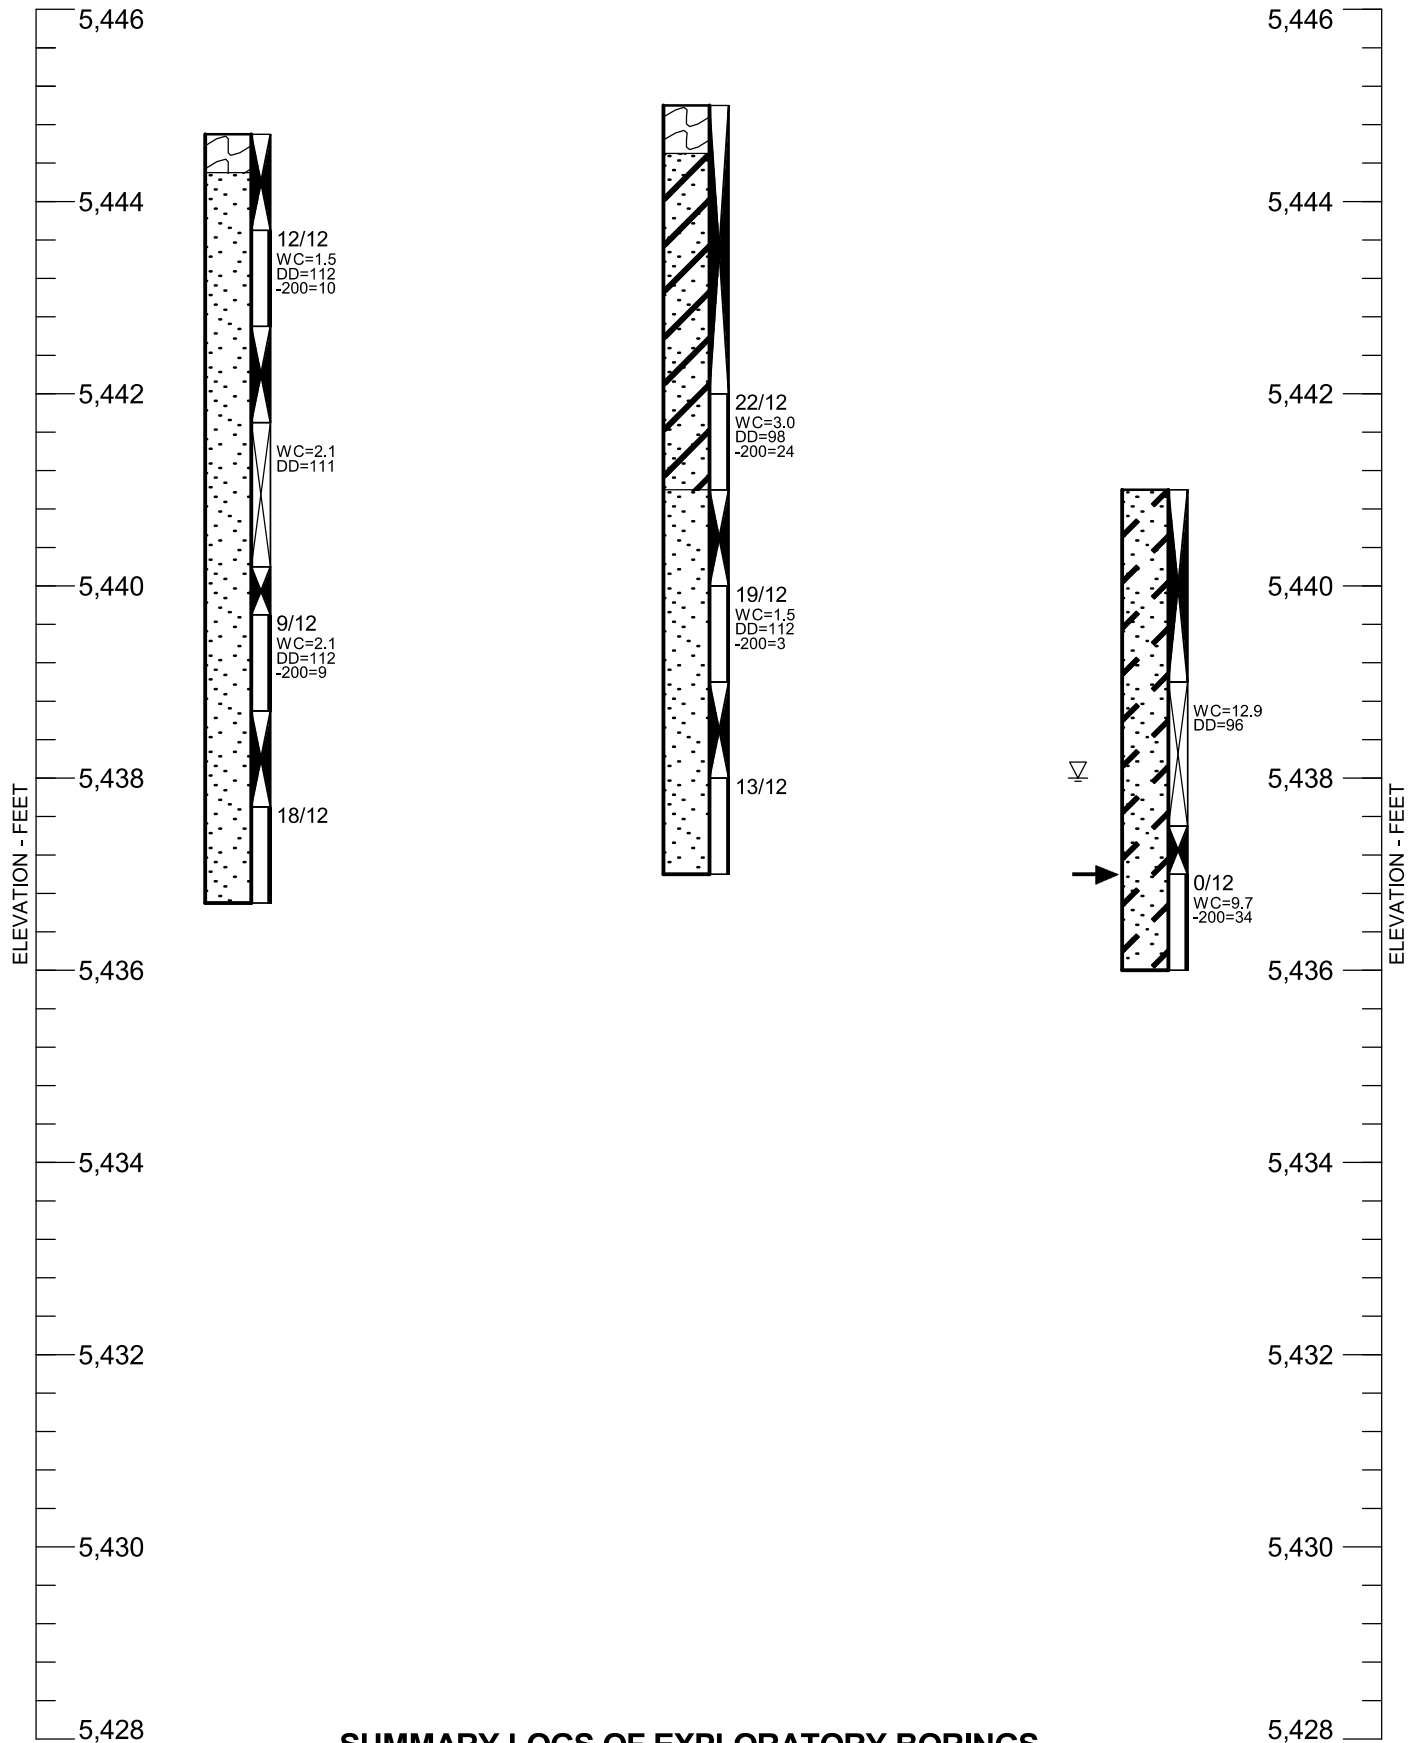 5,446
5,444
5,442
5,440
5,438
5,436
5,434
5,432
5,430
5,428
ELEVATION - FEET
12/12
WC=1.5
DD=112
-200=10
WC=2.1
DD=111
9/12
WC=2.1
DD=112
-200=9
18/12
22/12
WC=3.0
DD=98
-200=24
19/12
WC=1.5
DD=112
-200=3
13/12
WC=12.9
DD=96
0/12
WC=9.7
-200=34
5,446
5,444
5,442
5,440
5,438
5,436
5,434
5,432
5,430
5,428
ELEVATION - FEET
SUMMARY LOGS OF EXPLORATORY BORINGS